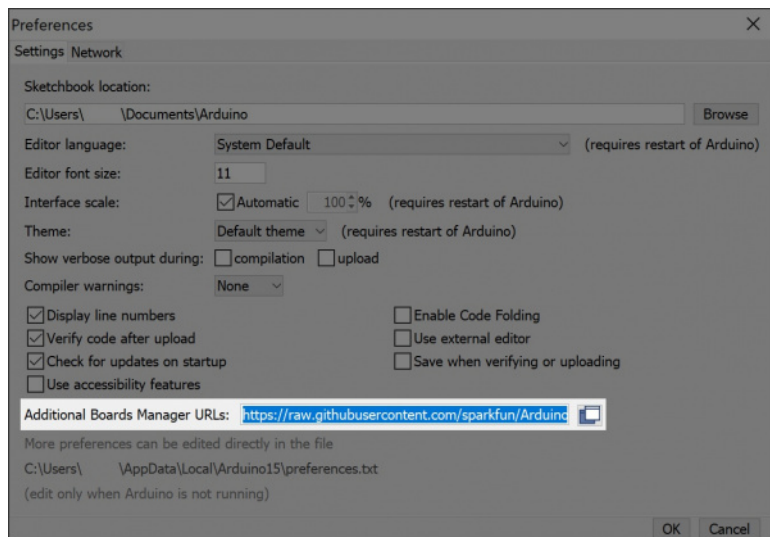 Preferences
Settings Network
Sketchbook location:
C:\Users\ \Documents\Arduino Browse
Editor language: System Default (requires restart of Arduino)
Editor font size: 11
Interface scale: Automatic 100 % (requires restart of Arduino)
Theme: Default theme (requires restart of Arduino)
Show verbose output during: compilation upload
Compiler warnings: None
Display line numbers Enable Code Folding
Verify code after upload Use external editor
Check for updates on startup Save when verifying or uploading
Use accessibility features
Additional Boards Manager URLs: https://raw.githubusercontent.com/sparkfun/Arduino
More preferences can be edited directly in the file
C:\Users\ \AppData\Local\Arduino15\preferences.txt
(edit only when Arduino is not running)
OK Cancel